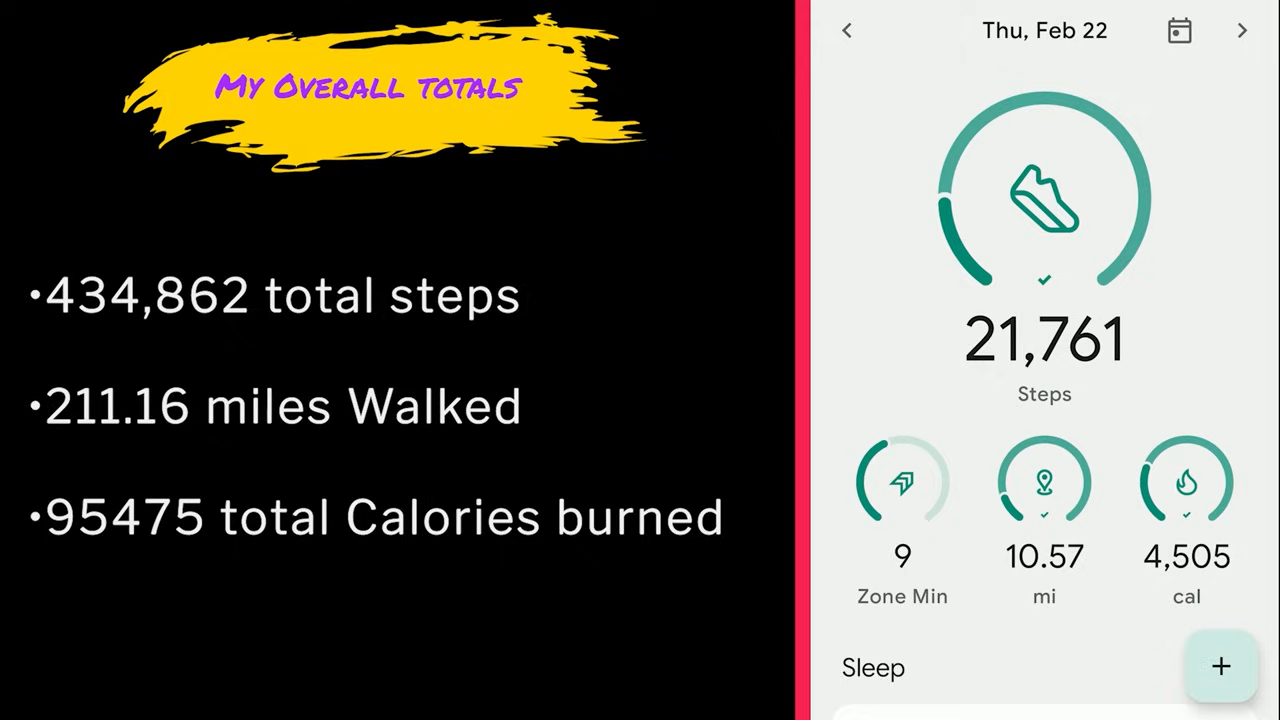 My Overall totals
•434,862 total steps
•211.16 miles Walked
•95475 total Calories burned
Thu, Feb 22
21,761
Steps
9 10.57 4,505
Zone Min mi cal
Sleep
+